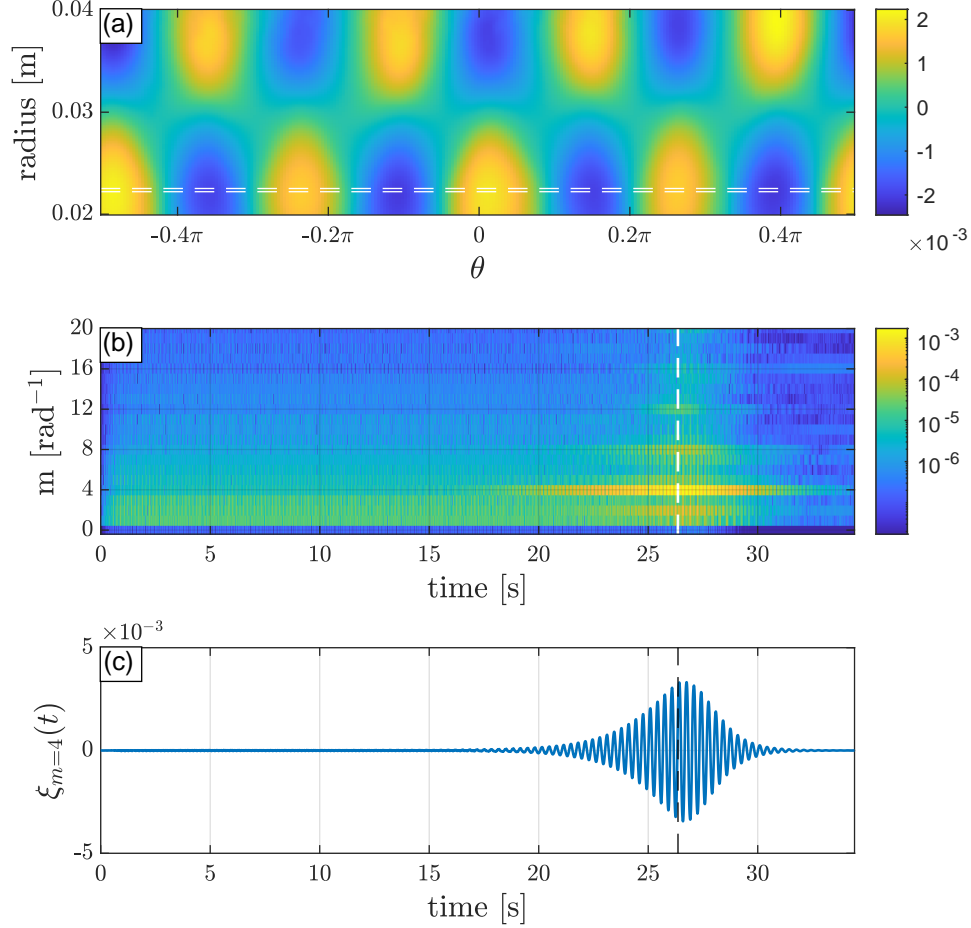 (a)
radius [m]
0.04
0.03
0.02
-0.4π
-0.2π
0
0.2π
0.4π
θ
2
1
0
-1
-2
×10⁻³
(b)
m [rad⁻¹]
20
16
12
8
4
0
0
5
10
15
20
25
30
time [s]
10⁻³
10⁻⁴
10⁻⁵
10⁻⁶
×10⁻³
(c)
ξₘ₌₄(t)
5
0
-5
0
5
10
15
20
25
30
time [s]